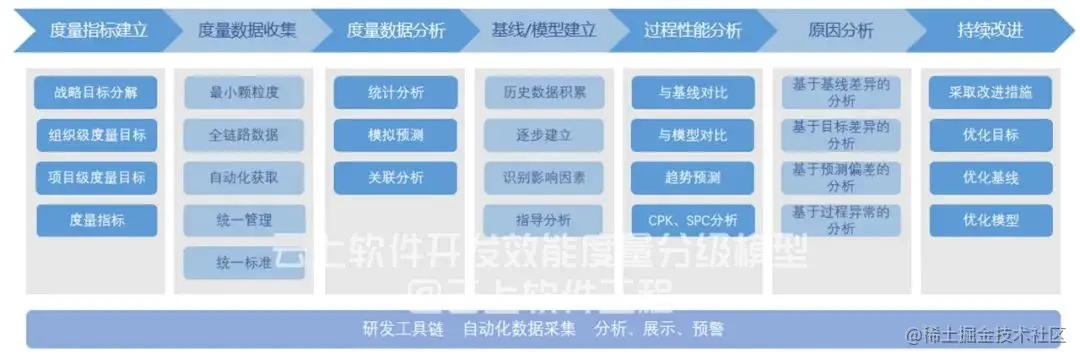 度量指标建立
度量数据收集
度量数据分析
基线/模型建立
过程性能分析
原因分析
持续改进
战略目标分解
组织级度量目标
项目级度量目标
度量指标
最小颗粒度
全链路数据
自动化获取
统一管理
统一标准
统计分析
模拟预测
关联分析
历史数据积累
逐步建立
识别影响因素
指导分析
与基线对比
与模型对比
趋势预测
CPK、SPC分析
基于基线差异的
分析
基于目标差异的
分析
基于预测偏差的
分析
基于过程异常的
分析
采取改进措施
优化目标
优化基线
优化模型
云上软件开发效能度量分级模型
@云上软件工程
研发工具链 自动化数据采集 分析、展示、预警
@稀土掘金技术社区